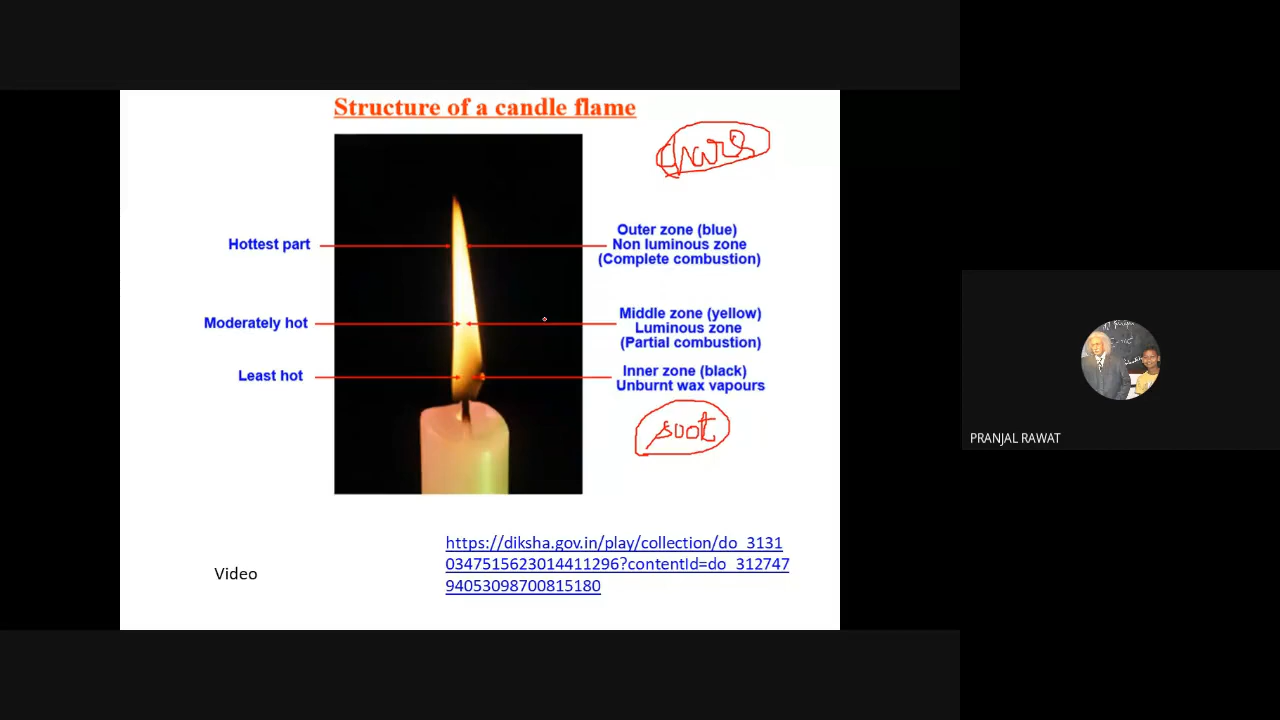 Structure of a candle flame
Hottest part
Outer zone (blue)
Non luminous zone
(Complete combustion)
Moderately hot
Middle zone (yellow)
Luminous zone
(Partial combustion)
Least hot
Inner zone (black)
Unburnt wax vapours
soot
Video
https://diksha.gov.in/play/collection/do_3131
0347515623014411296?contentId=do_312747
94053098700815180
PRANJAL RAWAT